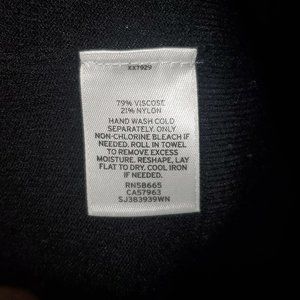 XX7929
79% VISCOSE
21% NYLON
HAND WASH COLD
SEPARATELY. ONLY
NON-CHLORINE BLEACH IF
NEEDED. ROLL IN TOWEL
TO REMOVE EXCESS
MOISTURE. RESHAPE, LAY
FLAT TO DRY. COOL IRON
IF NEEDED.
RN58665
CA57963
SJ383939WN